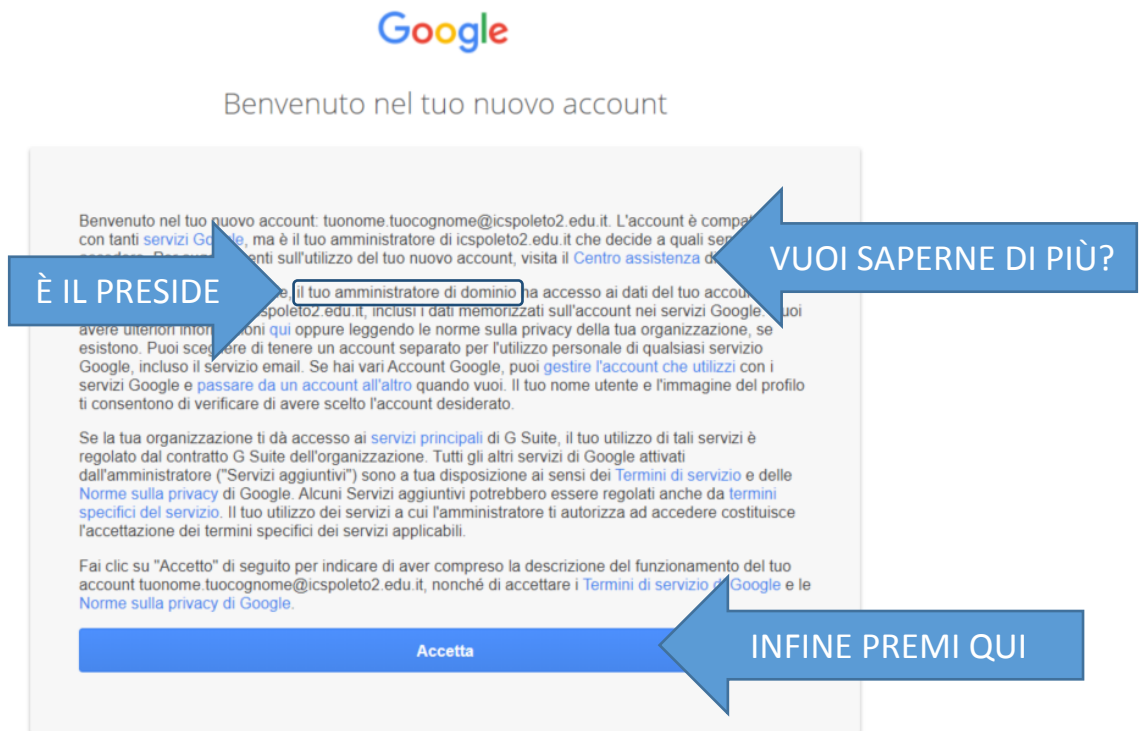 Google
Benvenuto nel tuo nuovo account
Benvenuto nel tuo nuovo account: tuonome.tuocognome@icspoleto2.edu.it. L'account è
con tanti servizi, ma è il tuo amministratore di icspoleto2.edu.it che decide a quali
sull'utilizzo del tuo nuovo account, visita il Centro assistenza
VUOI SAPERNE DI PIÙ?
È IL PRESIDE
il tuo amministratore di dominio ha accesso ai dati del tuo
inclusi i dati memorizzati sull'account nei servizi Google.
avere ulteriori qui oppure leggendo le norme sulla privacy della tua organizzazione, se
esistono. Puoi scegliere di tenere un account separato per l'utilizzo personale di qualsiasi servizio
Google, incluso il servizio email. Se hai vari Account Google, puoi gestire l'account che utilizzi con i
servizi Google e passare da un account all'altro quando vuoi. Il tuo nome utente e l'immagine del profilo
ti consentono di verificare di avere scelto l'account desiderato.
Se la tua organizzazione ti dà accesso ai servizi principali di G Suite, il tuo utilizzo di tali servizi è
regolato dal contratto G Suite dell'organizzazione. Tutti gli altri servizi di Google attivati
dall'amministratore ("Servizi aggiuntivi") sono a tua disposizione ai sensi dei Termini di servizio e delle
Norme sulla privacy di Google. Alcuni Servizi aggiuntivi potrebbero essere regolati anche da termini
specifici del servizio. Il tuo utilizzo dei servizi a cui l'amministratore ti autorizza ad accedere costituisce
l'accettazione dei termini specifici dei servizi applicabili.
Fai clic su "Accetto" di seguito per indicare di aver compreso la descrizione del funzionamento del tuo
account tuonome.tuocognome@icspoleto2.edu.it, nonché di accettare i Termini di servizio di Google e le
Norme sulla privacy di Google.
Accetta
INFINE PREMI QUI